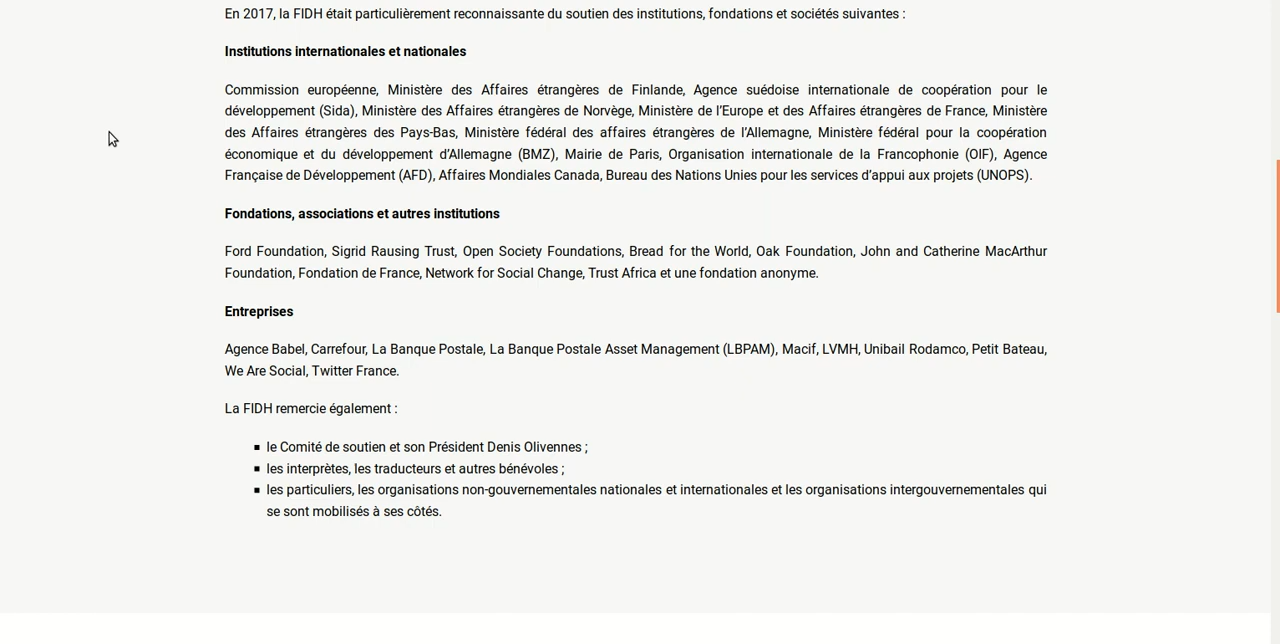 En 2017, la FIDH était particulièrement reconnaissante du soutien des institutions, fondations et sociétés suivantes :
Institutions internationales et nationales
Commission européenne, Ministère des Affaires étrangères de Finlande, Agence suédoise internationale de coopération pour le
développement (Sida), Ministère des Affaires étrangères de Norvège, Ministère de l’Europe et des Affaires étrangères de France, Ministère
des Affaires étrangères des Pays-Bas, Ministère fédéral des affaires étrangères de l’Allemagne, Ministère fédéral pour la coopération
économique et du développement d’Allemagne (BMZ), Mairie de Paris, Organisation internationale de la Francophonie (OIF), Agence
Française de Développement (AFD), Affaires Mondiales Canada, Bureau des Nations Unies pour les services d’appui aux projets (UNOPS).
Fondations, associations et autres institutions
Ford Foundation, Sigrid Rausing Trust, Open Society Foundations, Bread for the World, Oak Foundation, John and Catherine MacArthur
Foundation, Fondation de France, Network for Social Change, Trust Africa et une fondation anonyme.
Entreprises
Agence Babel, Carrefour, La Banque Postale, La Banque Postale Asset Management (LBPAM), Macif, LVMH, Unibail Rodamco, Petit Bateau,
We Are Social, Twitter France.
La FIDH remercie également :
▪ le Comité de soutien et son Président Denis Olivennes ;
▪ les interprètes, les traducteurs et autres bénévoles ;
▪ les particuliers, les organisations non-gouvernementales nationales et internationales et les organisations intergouvernementales qui
se sont mobilisés à ses côtés.